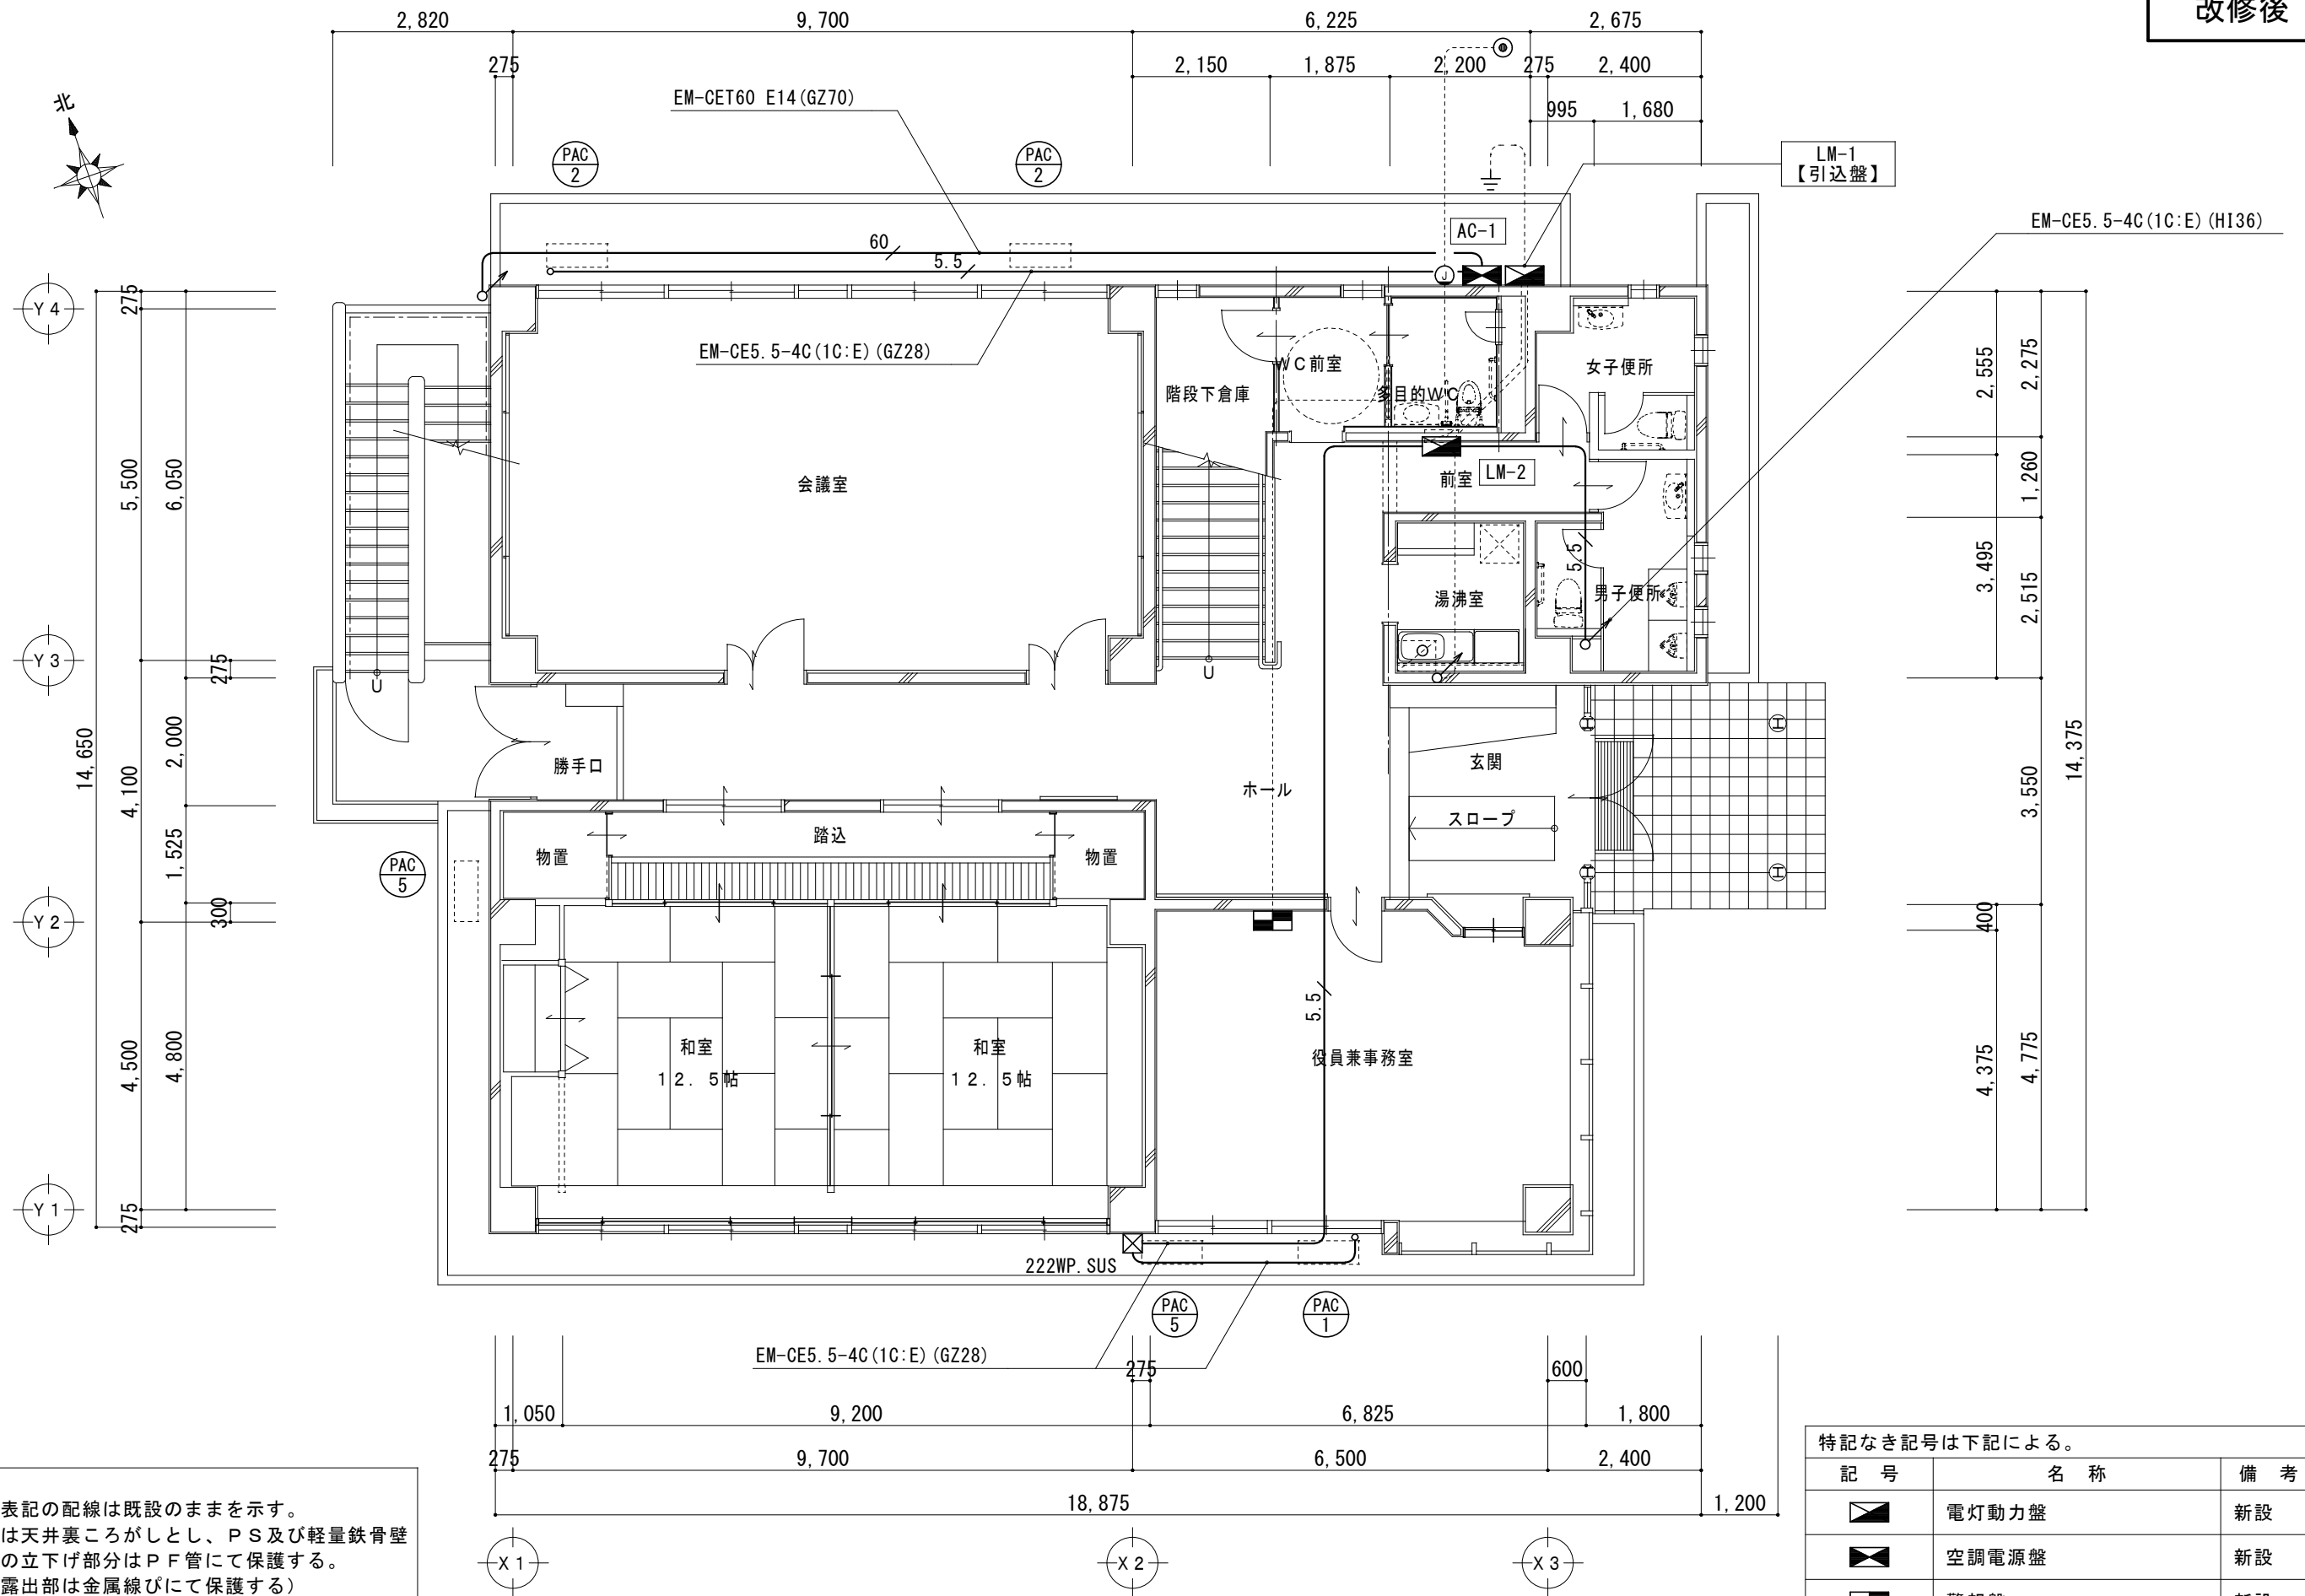 改修後
2,820
9,700
6,225
2,675
275
2,150
1,875
2,200
275
2,400
995
1,680
北
EM-CET60 E14(GZ70)
PAC
2
PAC
2
LM-1
【引込盤】
AC-1
EM-CE5.5-4C(1C:E)(HI36)
60
5.5
J
EM-CE5.5-4C(1C:E)(GZ28)
Y4
Y3
Y2
Y1
14,650
275
5,500
4,100
4,500
275
6,050
2,000
1,525
4,800
275
300
WC前室
階段下倉庫
多目的WC
女子便所
会議室
前室
LM-2
5.5
湯沸室
男子便所
U
U
勝手口
ホール
玄関
スロープ
物置
踏込
物置
PAC
5
和室
12.5帖
和室
12.5帖
5.5
役員兼事務室
2,555
3,495
400
4,375
2,275
1,260
2,515
3,550
4,775
14,375
222WP.SUS
PAC
5
PAC
1
EM-CE5.5-4C(1C:E)(GZ28)
275
600
1,050
9,200
6,825
1,800
275
9,700
6,500
2,400
18,875
1,200
X1
X2
X3
表記の配線は既設のままを示す。
は天井裏ころがしとし、PS及び軽量鉄骨壁
の立下げ部分はPF管にて保護する。
露出部は金属線ぴにて保護する)
特記なき記号は下記による。
記 号 名 称 備 考
電灯動力盤 新設
空調電源盤 新設